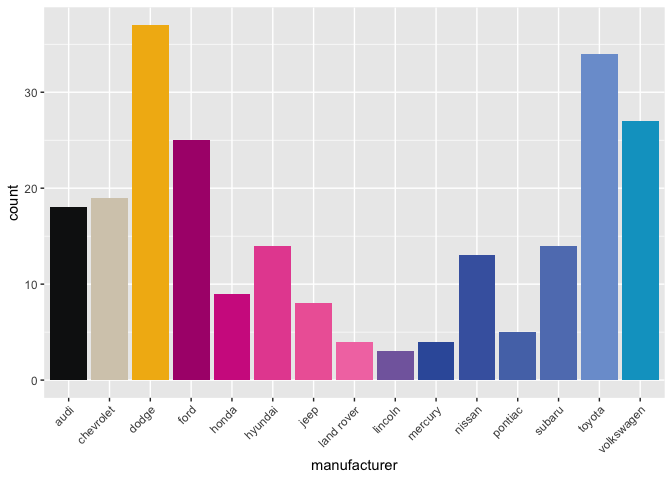 count
30
20
10
0
audi
chevrolet
dodge
ford
honda
hyundai
jeep
land rover
lincoln
mercury
nissan
pontiac
subaru
toyota
volkswagen
manufacturer